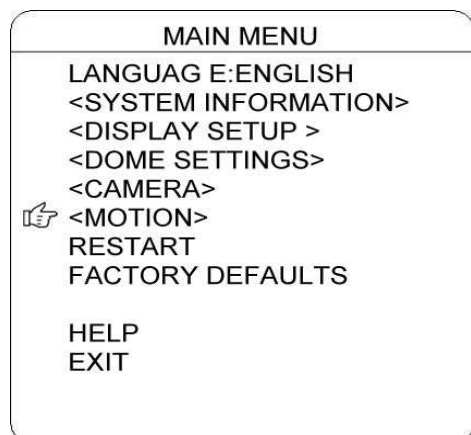 MAIN MENU
LANGUAG E:ENGLISH
<SYSTEM INFORMATION>
<DISPLAY SETUP >
<DOME SETTINGS>
<CAMERA>
<MOTION>
RESTART
FACTORY DEFAULTS
HELP
EXIT